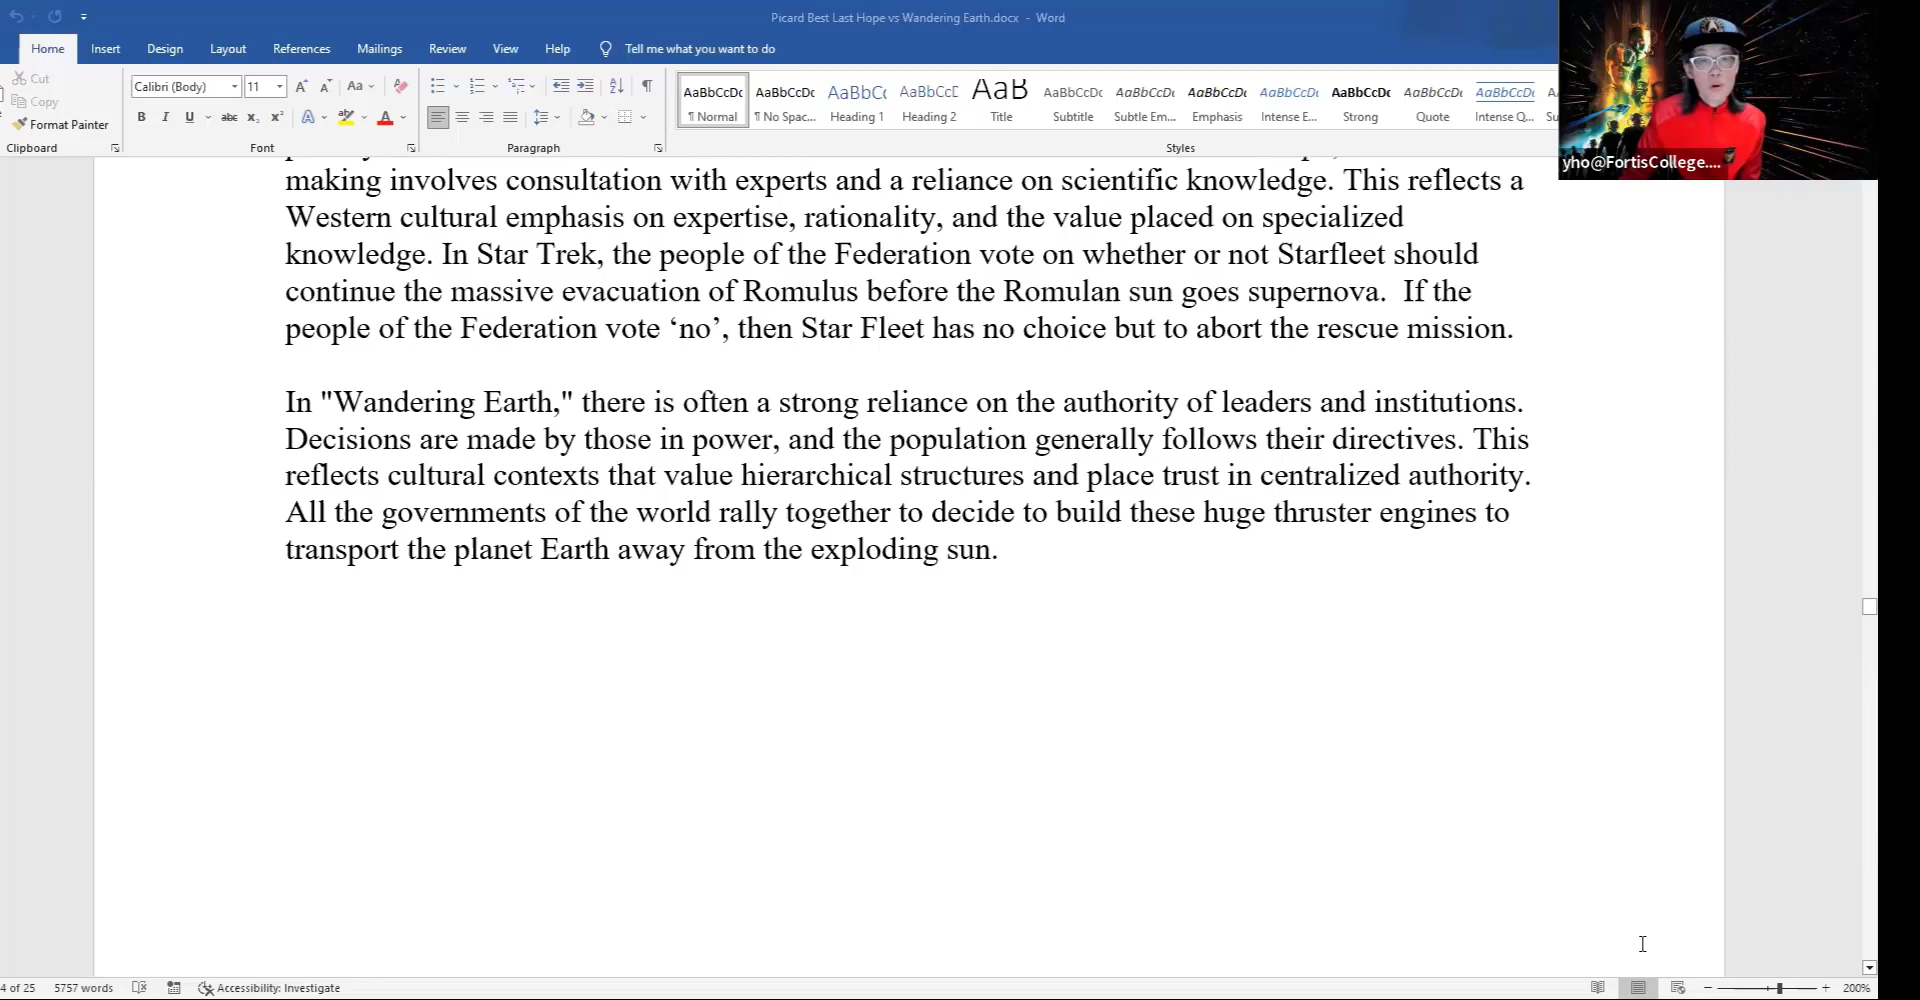 Picard Best Last Hope vs Wandering Earth.docx - Word
Home Insert Design Layout References Mailings Review View Help Tell me what you want to do
Cut
Copy
Format Painter
Calibri (Body) 11
Clipboard Font Paragraph Styles
AaBbCcDc AaBbCcDc AaBbCc AaBbCcD AaB AaBbCcDc AaBbCcDc AaBbCcDc AaBbCcDc AaBbCcDc AaBbCcDc AaBbCcDc
¶ Normal ¶ No Spac... Heading 1 Heading 2 Title Subtitle Subtle Em... Emphasis Intense E... Strong Quote Intense Q...
yho@FortisCollege....
making involves consultation with experts and a reliance on scientific knowledge. This reflects a
Western cultural emphasis on expertise, rationality, and the value placed on specialized
knowledge. In Star Trek, the people of the Federation vote on whether or not Starfleet should
continue the massive evacuation of Romulus before the Romulan sun goes supernova.  If the
people of the Federation vote ‘no’, then Star Fleet has no choice but to abort the rescue mission.
In "Wandering Earth," there is often a strong reliance on the authority of leaders and institutions.
Decisions are made by those in power, and the population generally follows their directives. This
reflects cultural contexts that value hierarchical structures and place trust in centralized authority.
All the governments of the world rally together to decide to build these huge thruster engines to
transport the planet Earth away from the exploding sun.
4 of 25 5757 words Accessibility: Investigate 200%